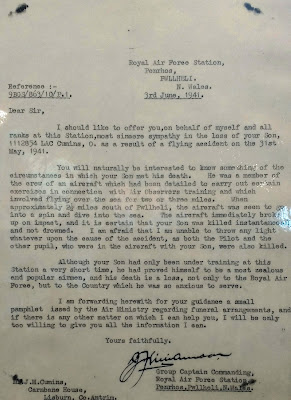 Royal Air Force Station,
Penrhos,
PWLLHELI.
N. Wales.
Reference :-
9BGS/863/10/P.1.
3rd June, 1941.
Dear Sir,
I should like to offer you, on behalf of myself and all
ranks at this Station, most sincere sympathy in the loss of your Son,
1112834 LAC Cumins, O. as a result of a flying accident on the 31st
May, 1941.
You will naturally be interested to know something of the
circumstances in which your Son met his death. He was a member of
the crew of an aircraft which had been detailed to carry out certain
exercises in connection with Air Observers training and which
involved flying over the sea for two or three miles. When
approximately 2½ miles south of Pwllheli, the aircraft was seen to
into a spin and dive into the sea. The aircraft immediately broke
up on impact, and it is certain that your Son was killed instantaneous
and not drowned. I am afraid that I am unable to throw any light
whatever upon the cause of the accident, as both the Pilot and the
other pupil, who were in the aircraft with your Son, were also killed.
Although your Son had only been under training at this
Station a very short time, he had proved himself to be a most zealous
and popular airman, and his death is a loss, not only to the Royal Air
Force, but to the Country which he was so anxious to serve.
I am forwarding herewith for your guidance a small
pamphlet issued by the Air Ministry regarding funeral arrangements, and
if there is any other matter on which I can help you, I will be only
too willing to give you all the information I can.
Yours faithfully,
Group Captain Commanding,
Royal Air Force Station,
Penrhos, Pwllheli, N. Wales.
J.H. Cumins,
Carnbane House,
Lisburn, Co. Antrim.